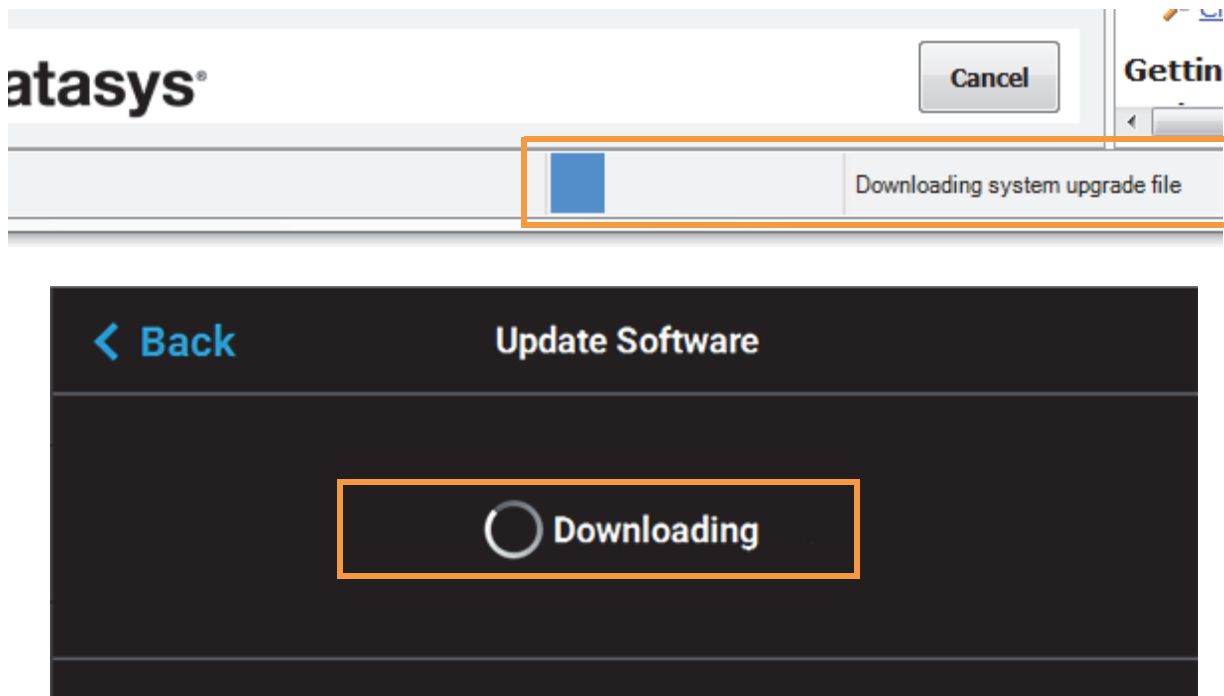 atasys®
Cancel
Gettin
Downloading system upgrade file
Back
Update Software
Downloading